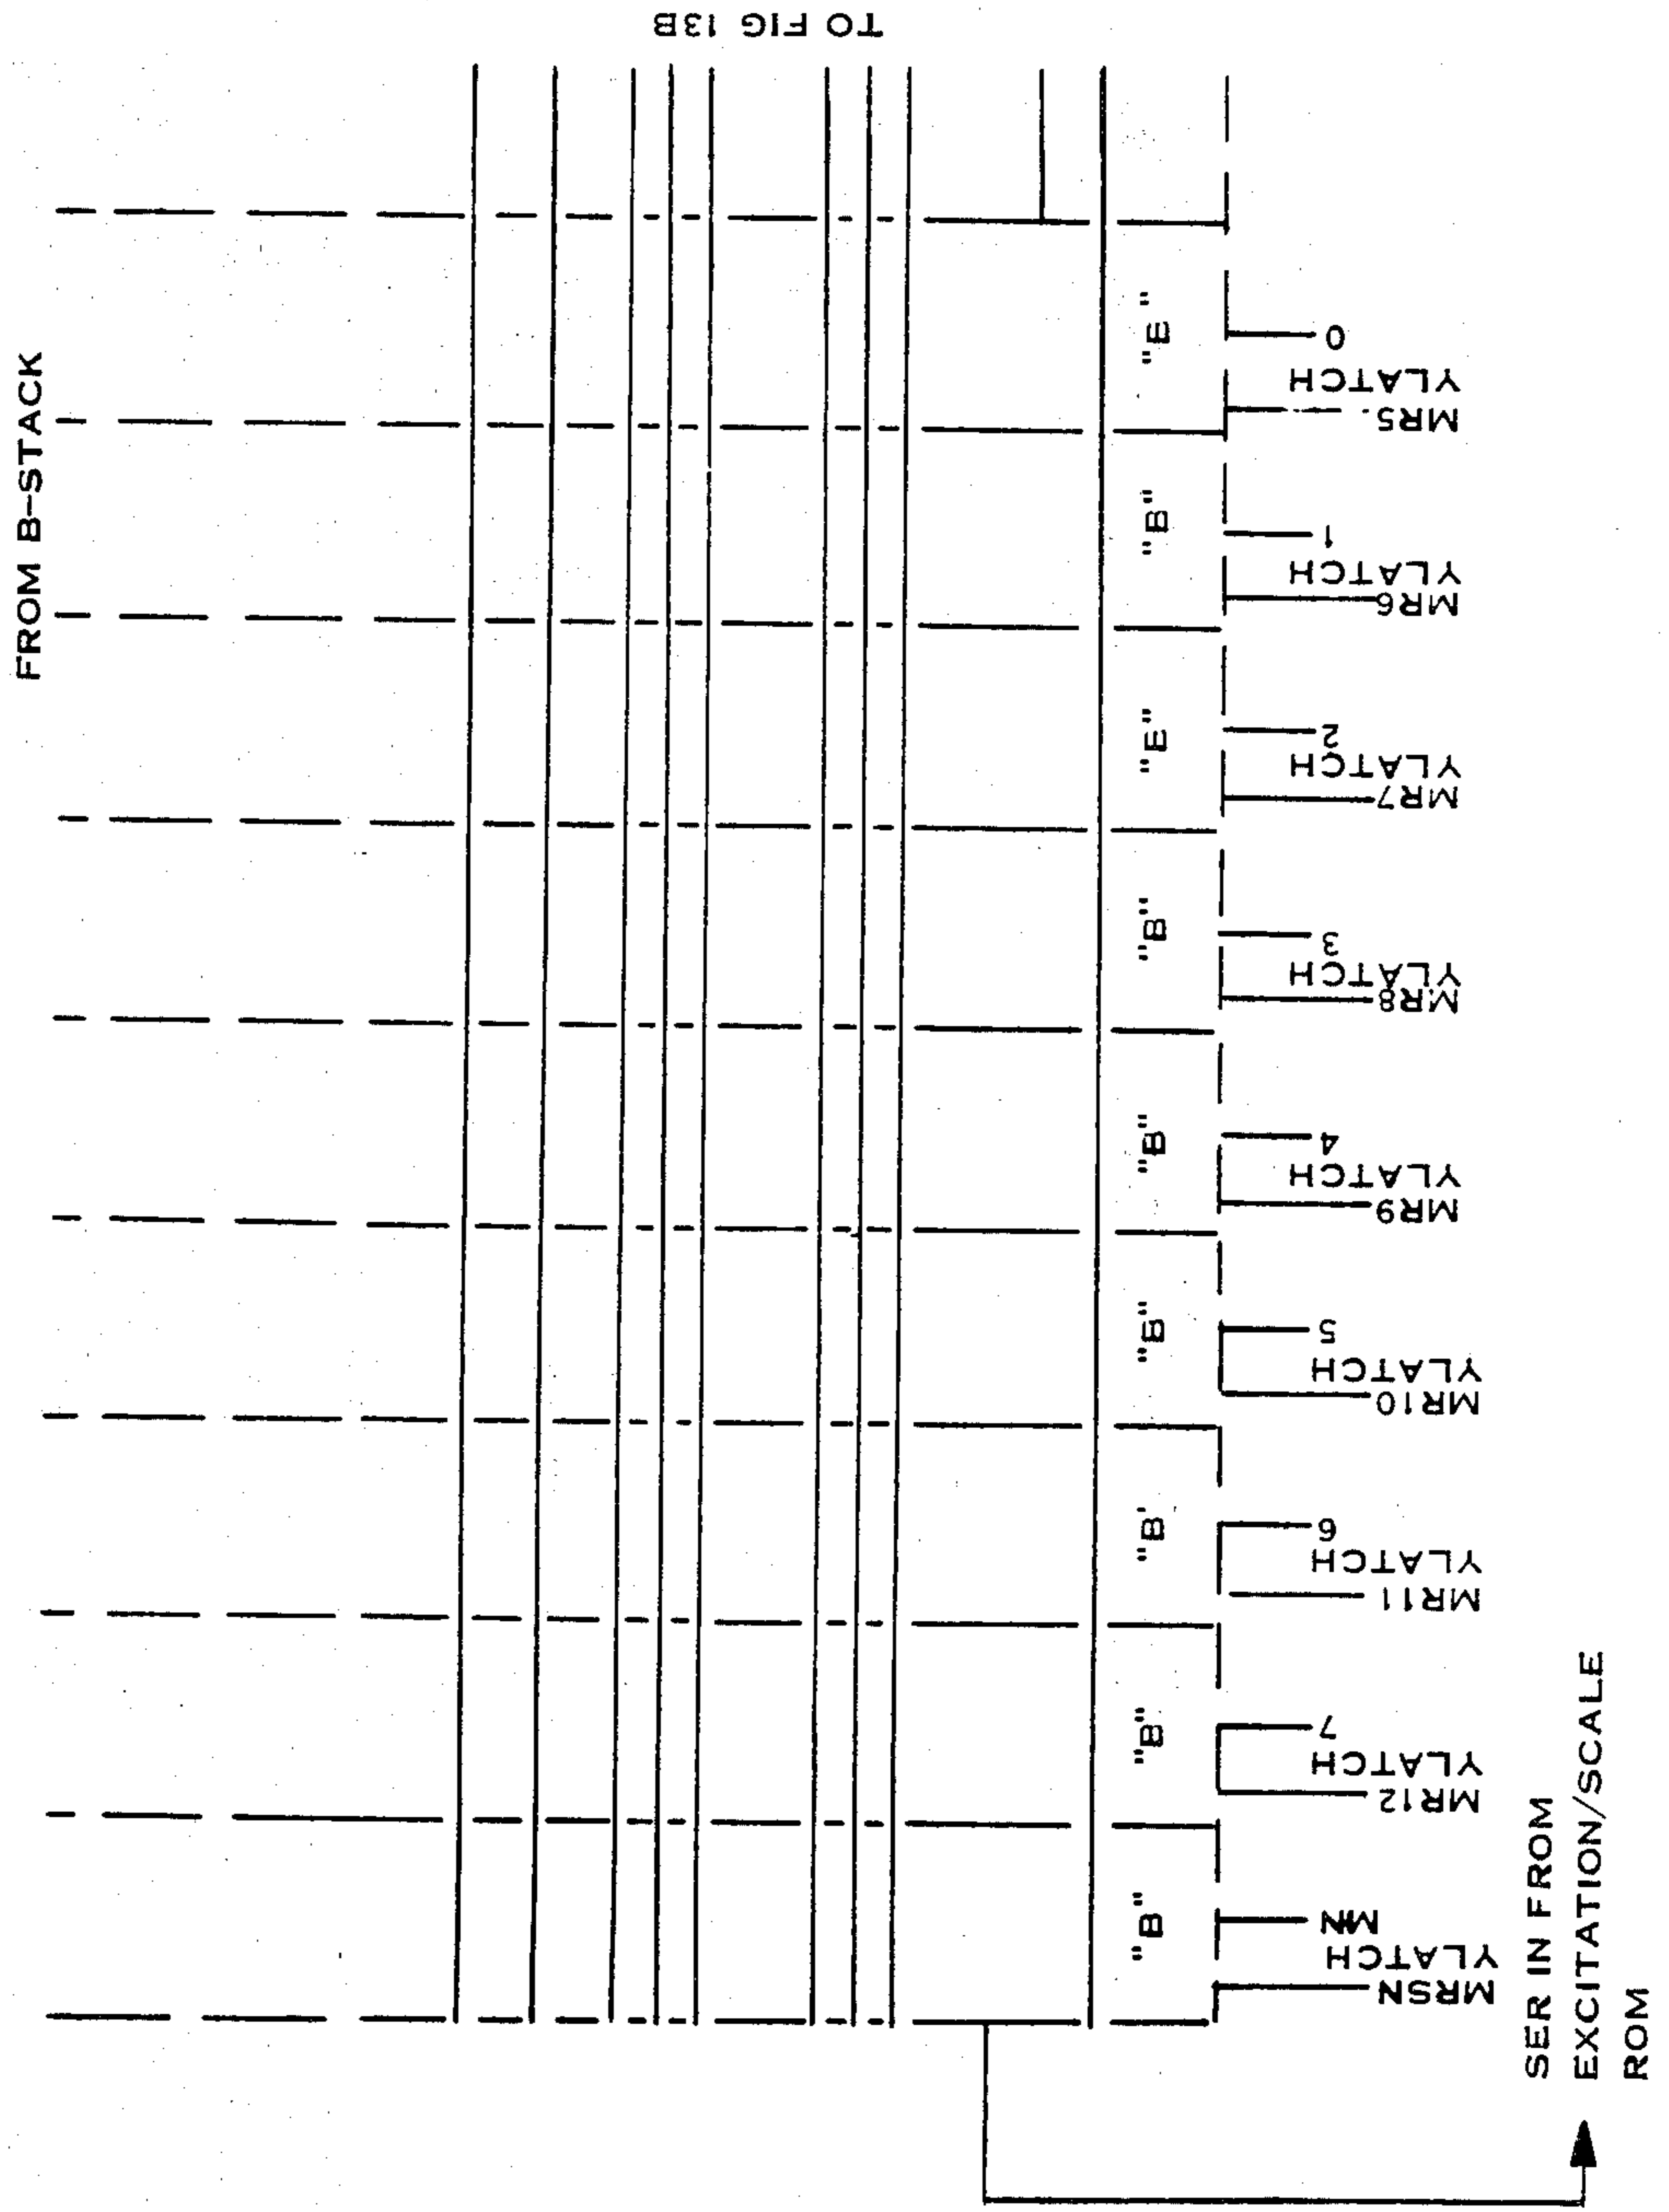 FROM B-STACK
TO FIG 13B
"B"
"B"
"B'
"B"
"B"
"B"
"E"
"B"
"E"
MRSN
YLATCH
MN
MR12
YLATCH
7
MR11
YLATCH
6
MR10
YLATCH
5
MR9
YLATCH
4
MR8
YLATCH
3
MR7
YLATCH
2
MR6
YLATCH
1
MR5
YLATCH
0
SER IN FROM
EXCITATION/SCALE
ROM